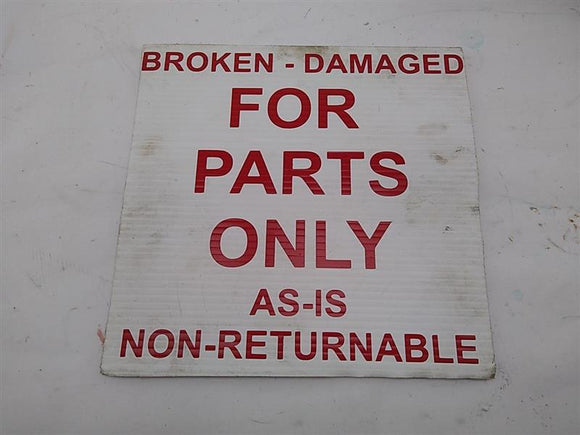 BROKEN - DAMAGED
FOR
PARTS
ONLY
AS-IS
NON-RETURNABLE